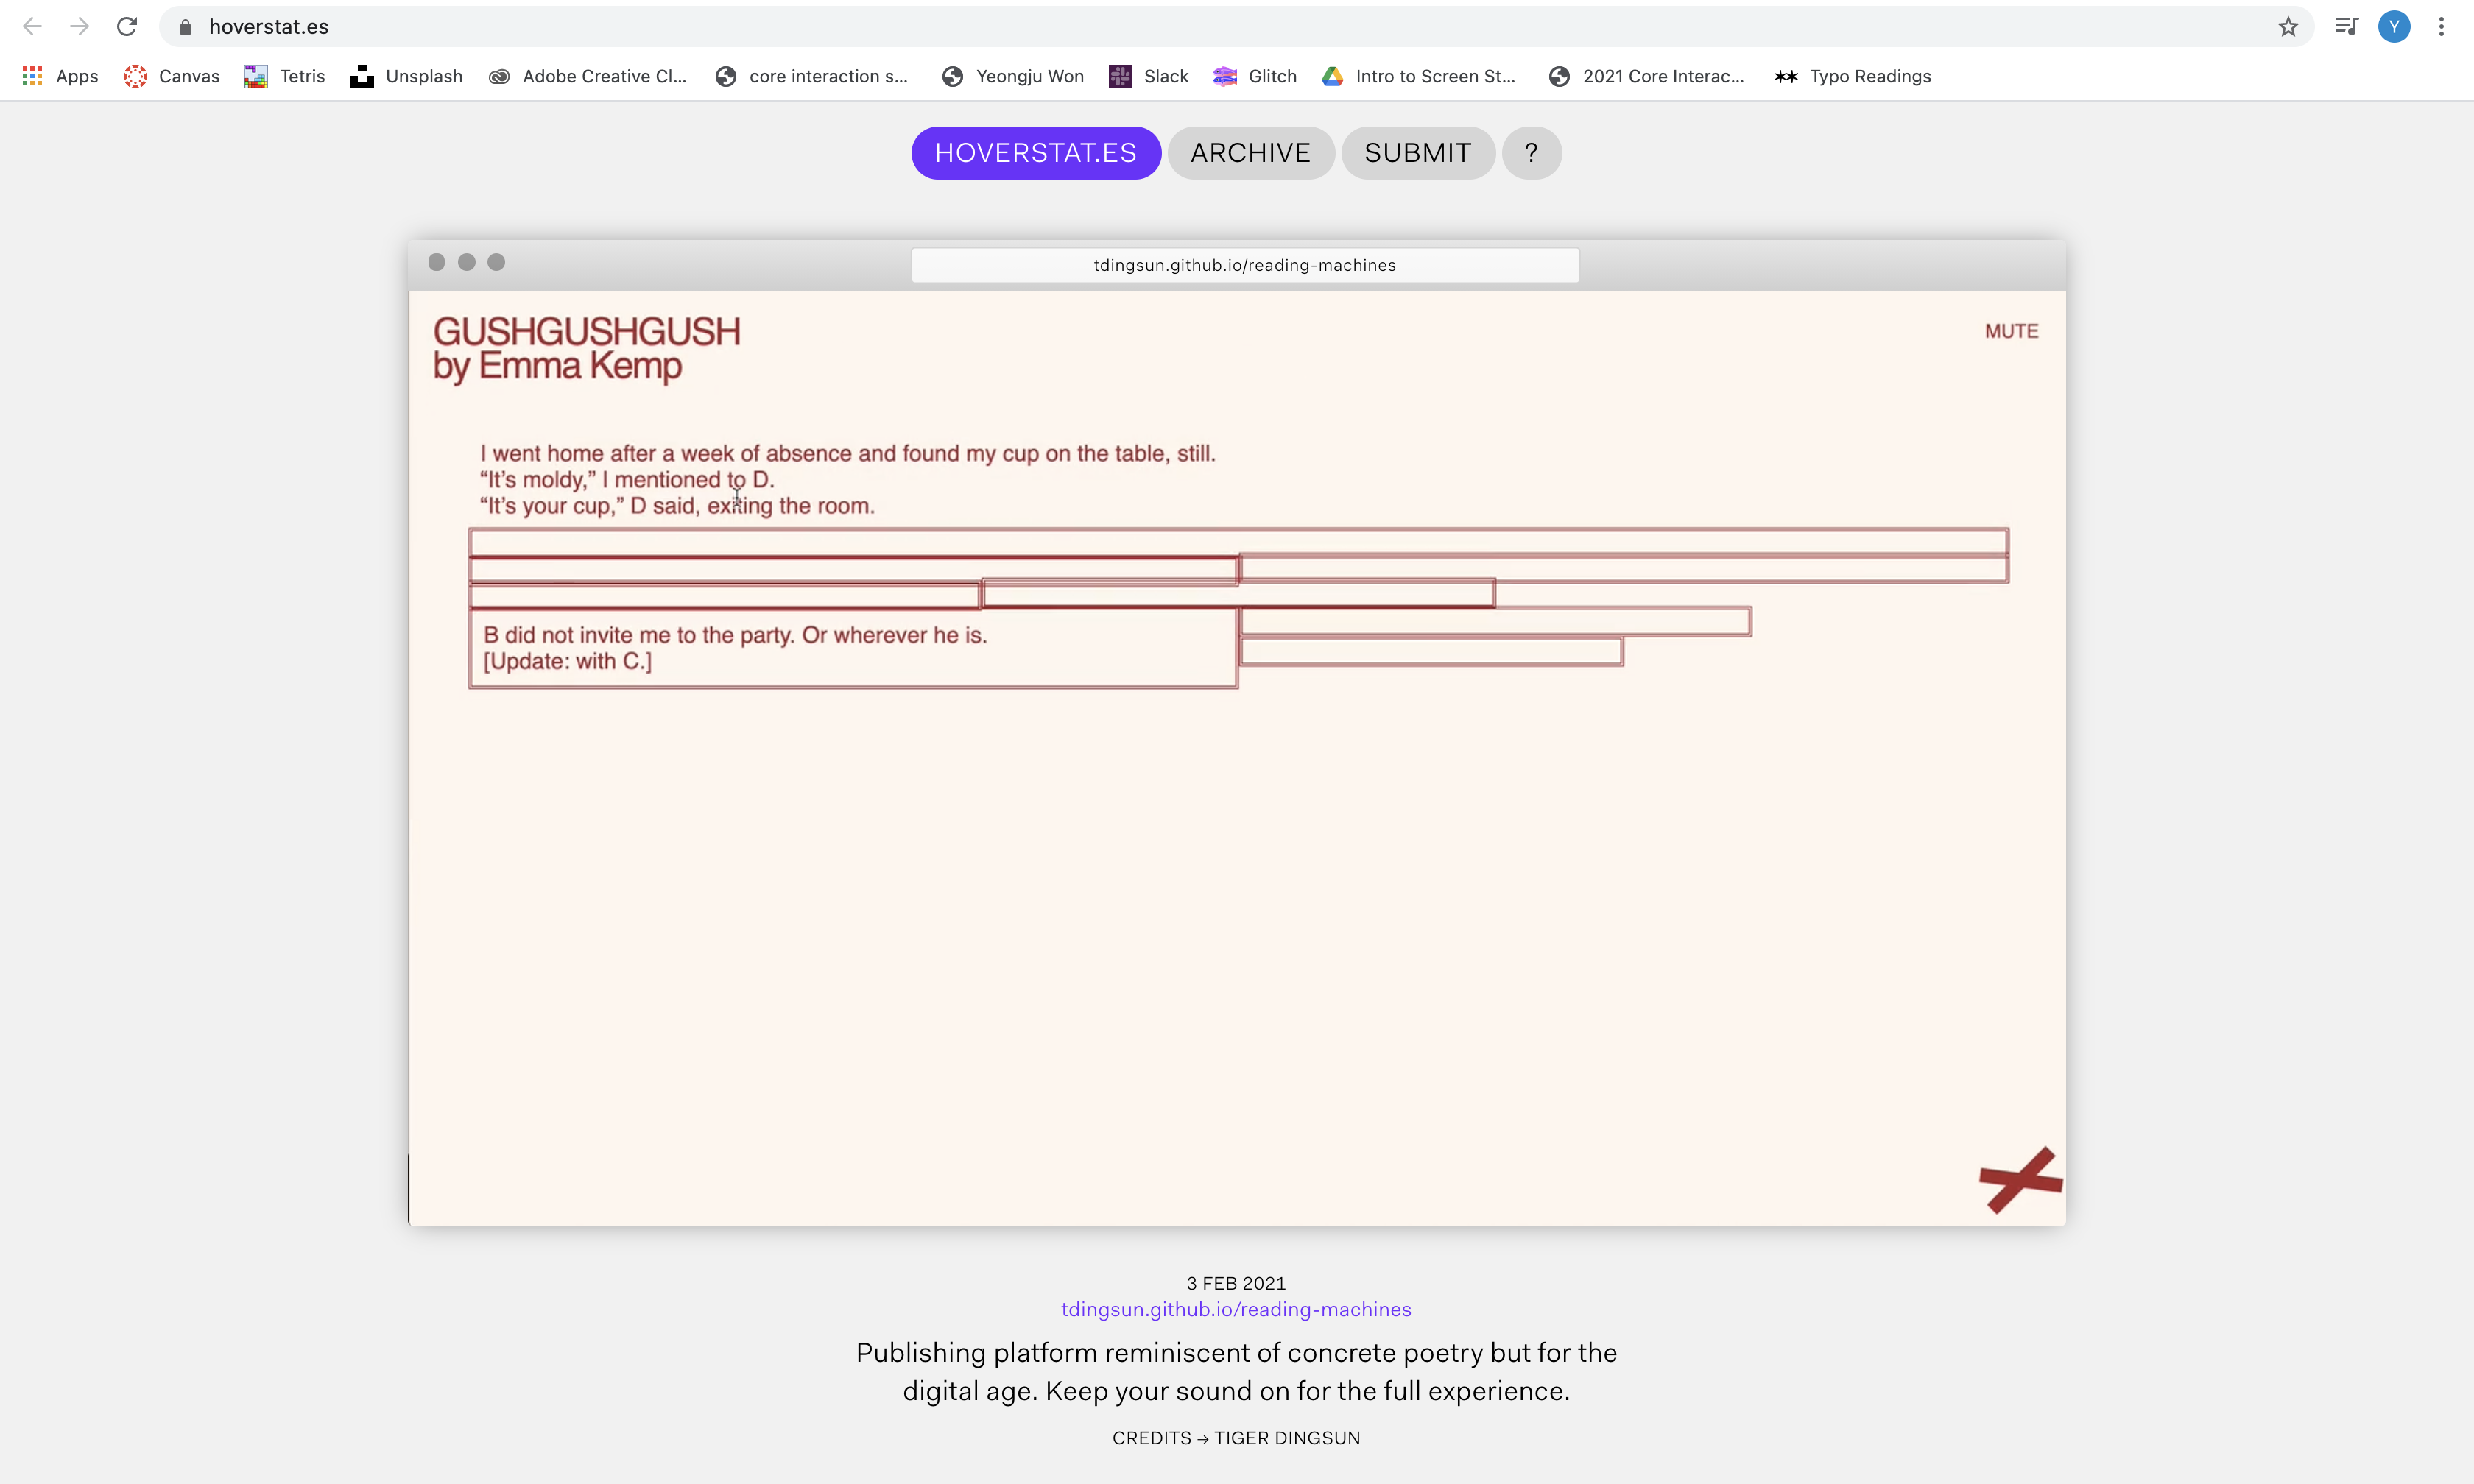 hoverstat.es
Y
Apps
Canvas
Tetris
Unsplash
Adobe Creative Cl...
core interaction s...
Yeongju Won
Slack
Glitch
Intro to Screen St...
2021 Core Interac...
Typo Readings
HOVERSTAT.ES
ARCHIVE
SUBMIT
?
tdingsun.github.io/reading-machines
GUSHGUSHGUSH
by Emma Kemp
MUTE
I went home after a week of absence and found my cup on the table, still.
“It’s moldy,” I mentioned to D.
“It’s your cup,” D said, exiting the room.
B did not invite me to the party. Or wherever he is.
[Update: with C.]
3 FEB 2021
tdingsun.github.io/reading-machines
Publishing platform reminiscent of concrete poetry but for the
digital age. Keep your sound on for the full experience.
CREDITS → TIGER DINGSUN